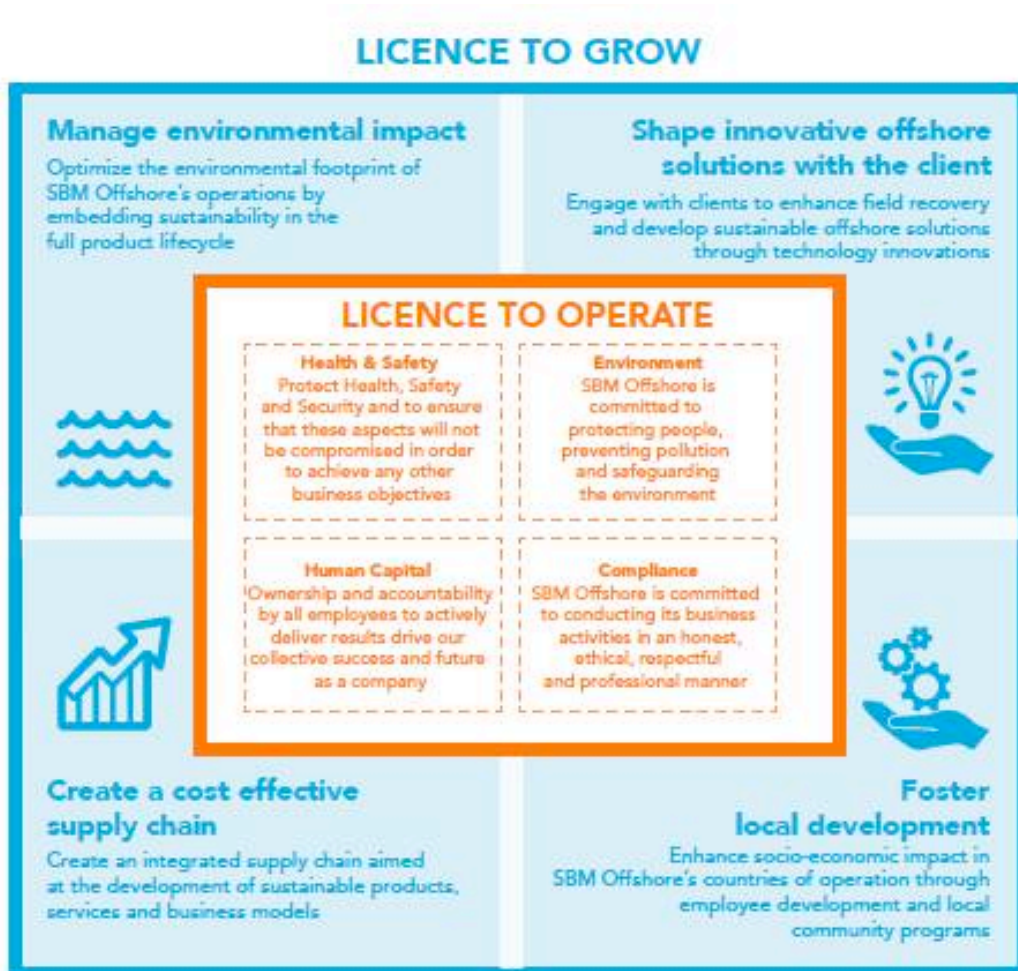 LICENCE TO GROW
Manage environmental impact
Optimize the environmental footprint of
SBM Offshore's operations by
embedding sustainability in the
full product lifecycle
Shape innovative offshore
solutions with the client
Engage with clients to enhance field recovery
and develop sustainable offshore solutions
through technology innovations
LICENCE TO OPERATE
Health & Safety
Protect Health, Safety
and Security and to ensure
that these aspects will not
be compromised in order
to achieve any other
business objectives
Environment
SBM Offshore is
committed to
protecting people,
preventing pollution
and safeguarding
the environment
Human Capital
Ownership and accountability
by all employees to actively
deliver results drive our
collective success and future
as a company
Compliance
SBM Offshore is committed
to conducting its business
activities in an honest,
ethical, respectful
and professional manner
Create a cost effective
supply chain
Create an integrated supply chain aimed
at the development of sustainable products,
services and business models
Foster
local development
Enhance socio-economic impact in
SBM Offshore's countries of operation through
employee development and local
community programs